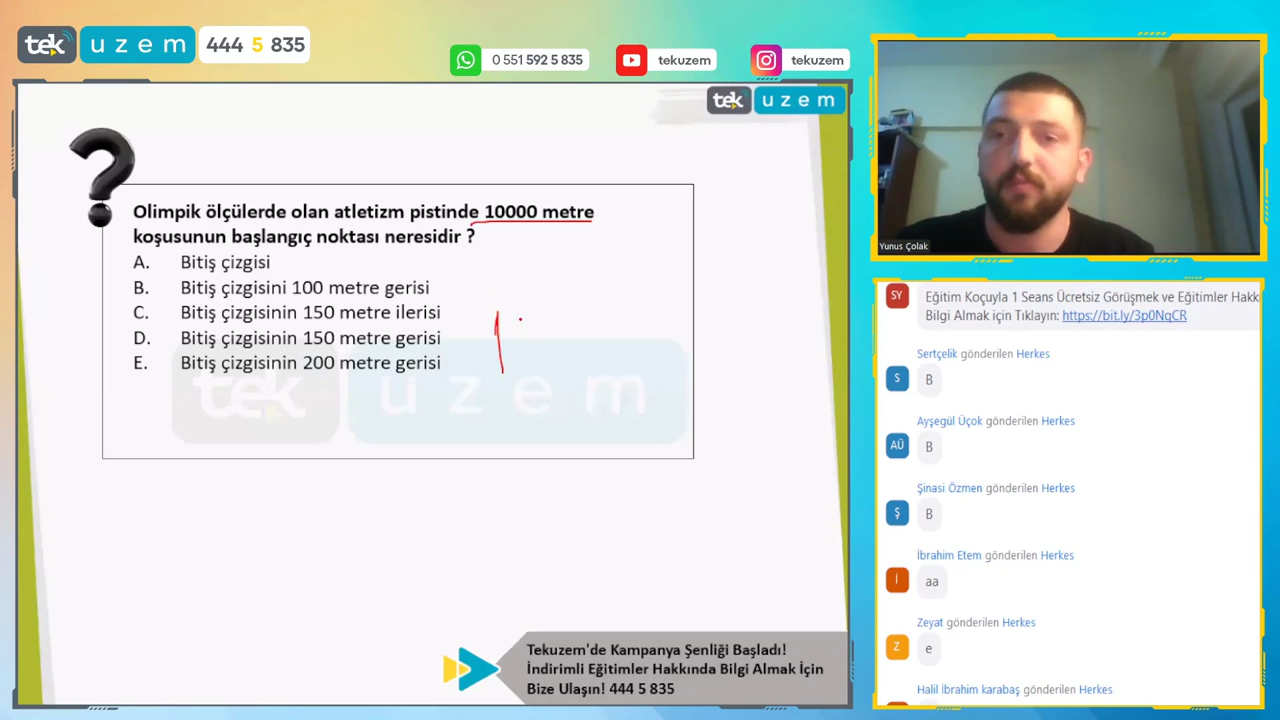 tek uzem 444 5 835
0 551 592 5 835
tekuzem
tekuzem
tek uzem
Olimpik ölçülerde olan atletizm pistinde 10000 metre
koşusunun başlangıç noktası neresidir ?
A. Bitiş çizgisi
B. Bitiş çizgisini 100 metre gerisi
C. Bitiş çizgisinin 150 metre ilerisi
D. Bitiş çizgisinin 150 metre gerisi
E. Bitiş çizgisinin 200 metre gerisi
tek uzem
Tekuzem'de Kampanya Şenliği Başladı!
İndirimli Eğitimler Hakkında Bilgi Almak İçin
Bize Ulaşın! 444 5 835
Yunus Çolak
SY
Eğitim Koçuyla 1 Seans Ücretsiz Görüşmek ve Eğitimler Hakk
Bilgi Almak için Tıklayın: https://bit.ly/3p0NqCR
Sertçelik gönderilen Herkes
S B
Ayşegül Üçok gönderilen Herkes
AÜ B
Şinasi Özmen gönderilen Herkes
Ş B
İbrahim Etem gönderilen Herkes
İ aa
Zeyat gönderilen Herkes
Z e
Halil İbrahim karabaş gönderilen Herkes